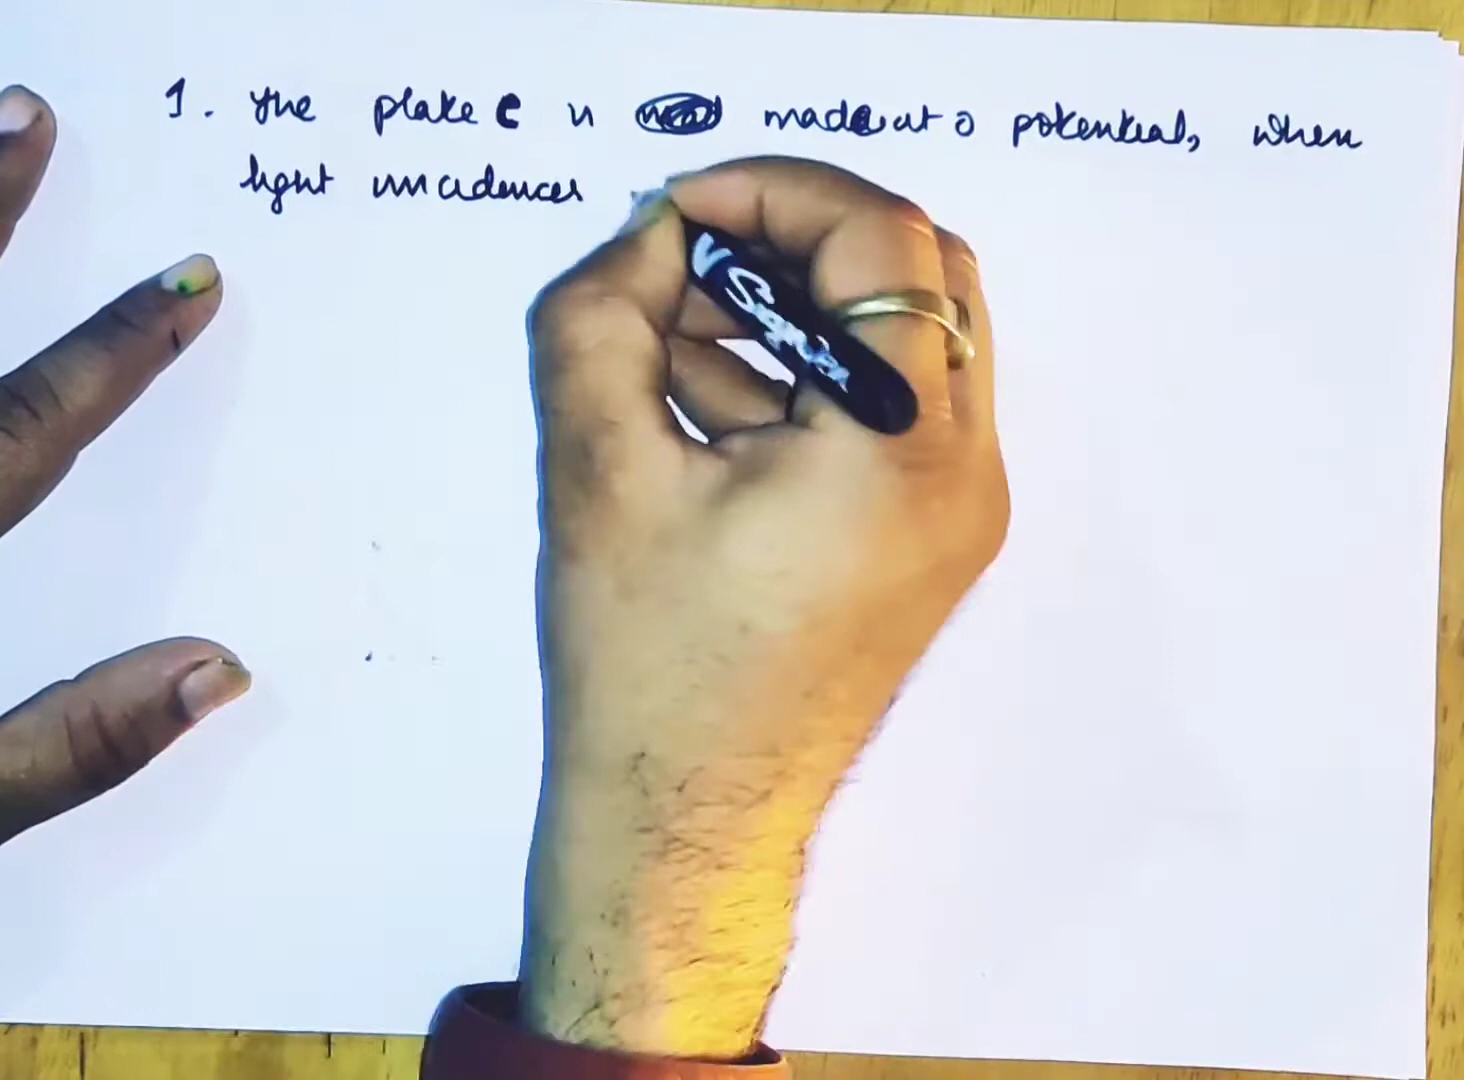 1. The plate C is made at 0 potential, when
light incidences